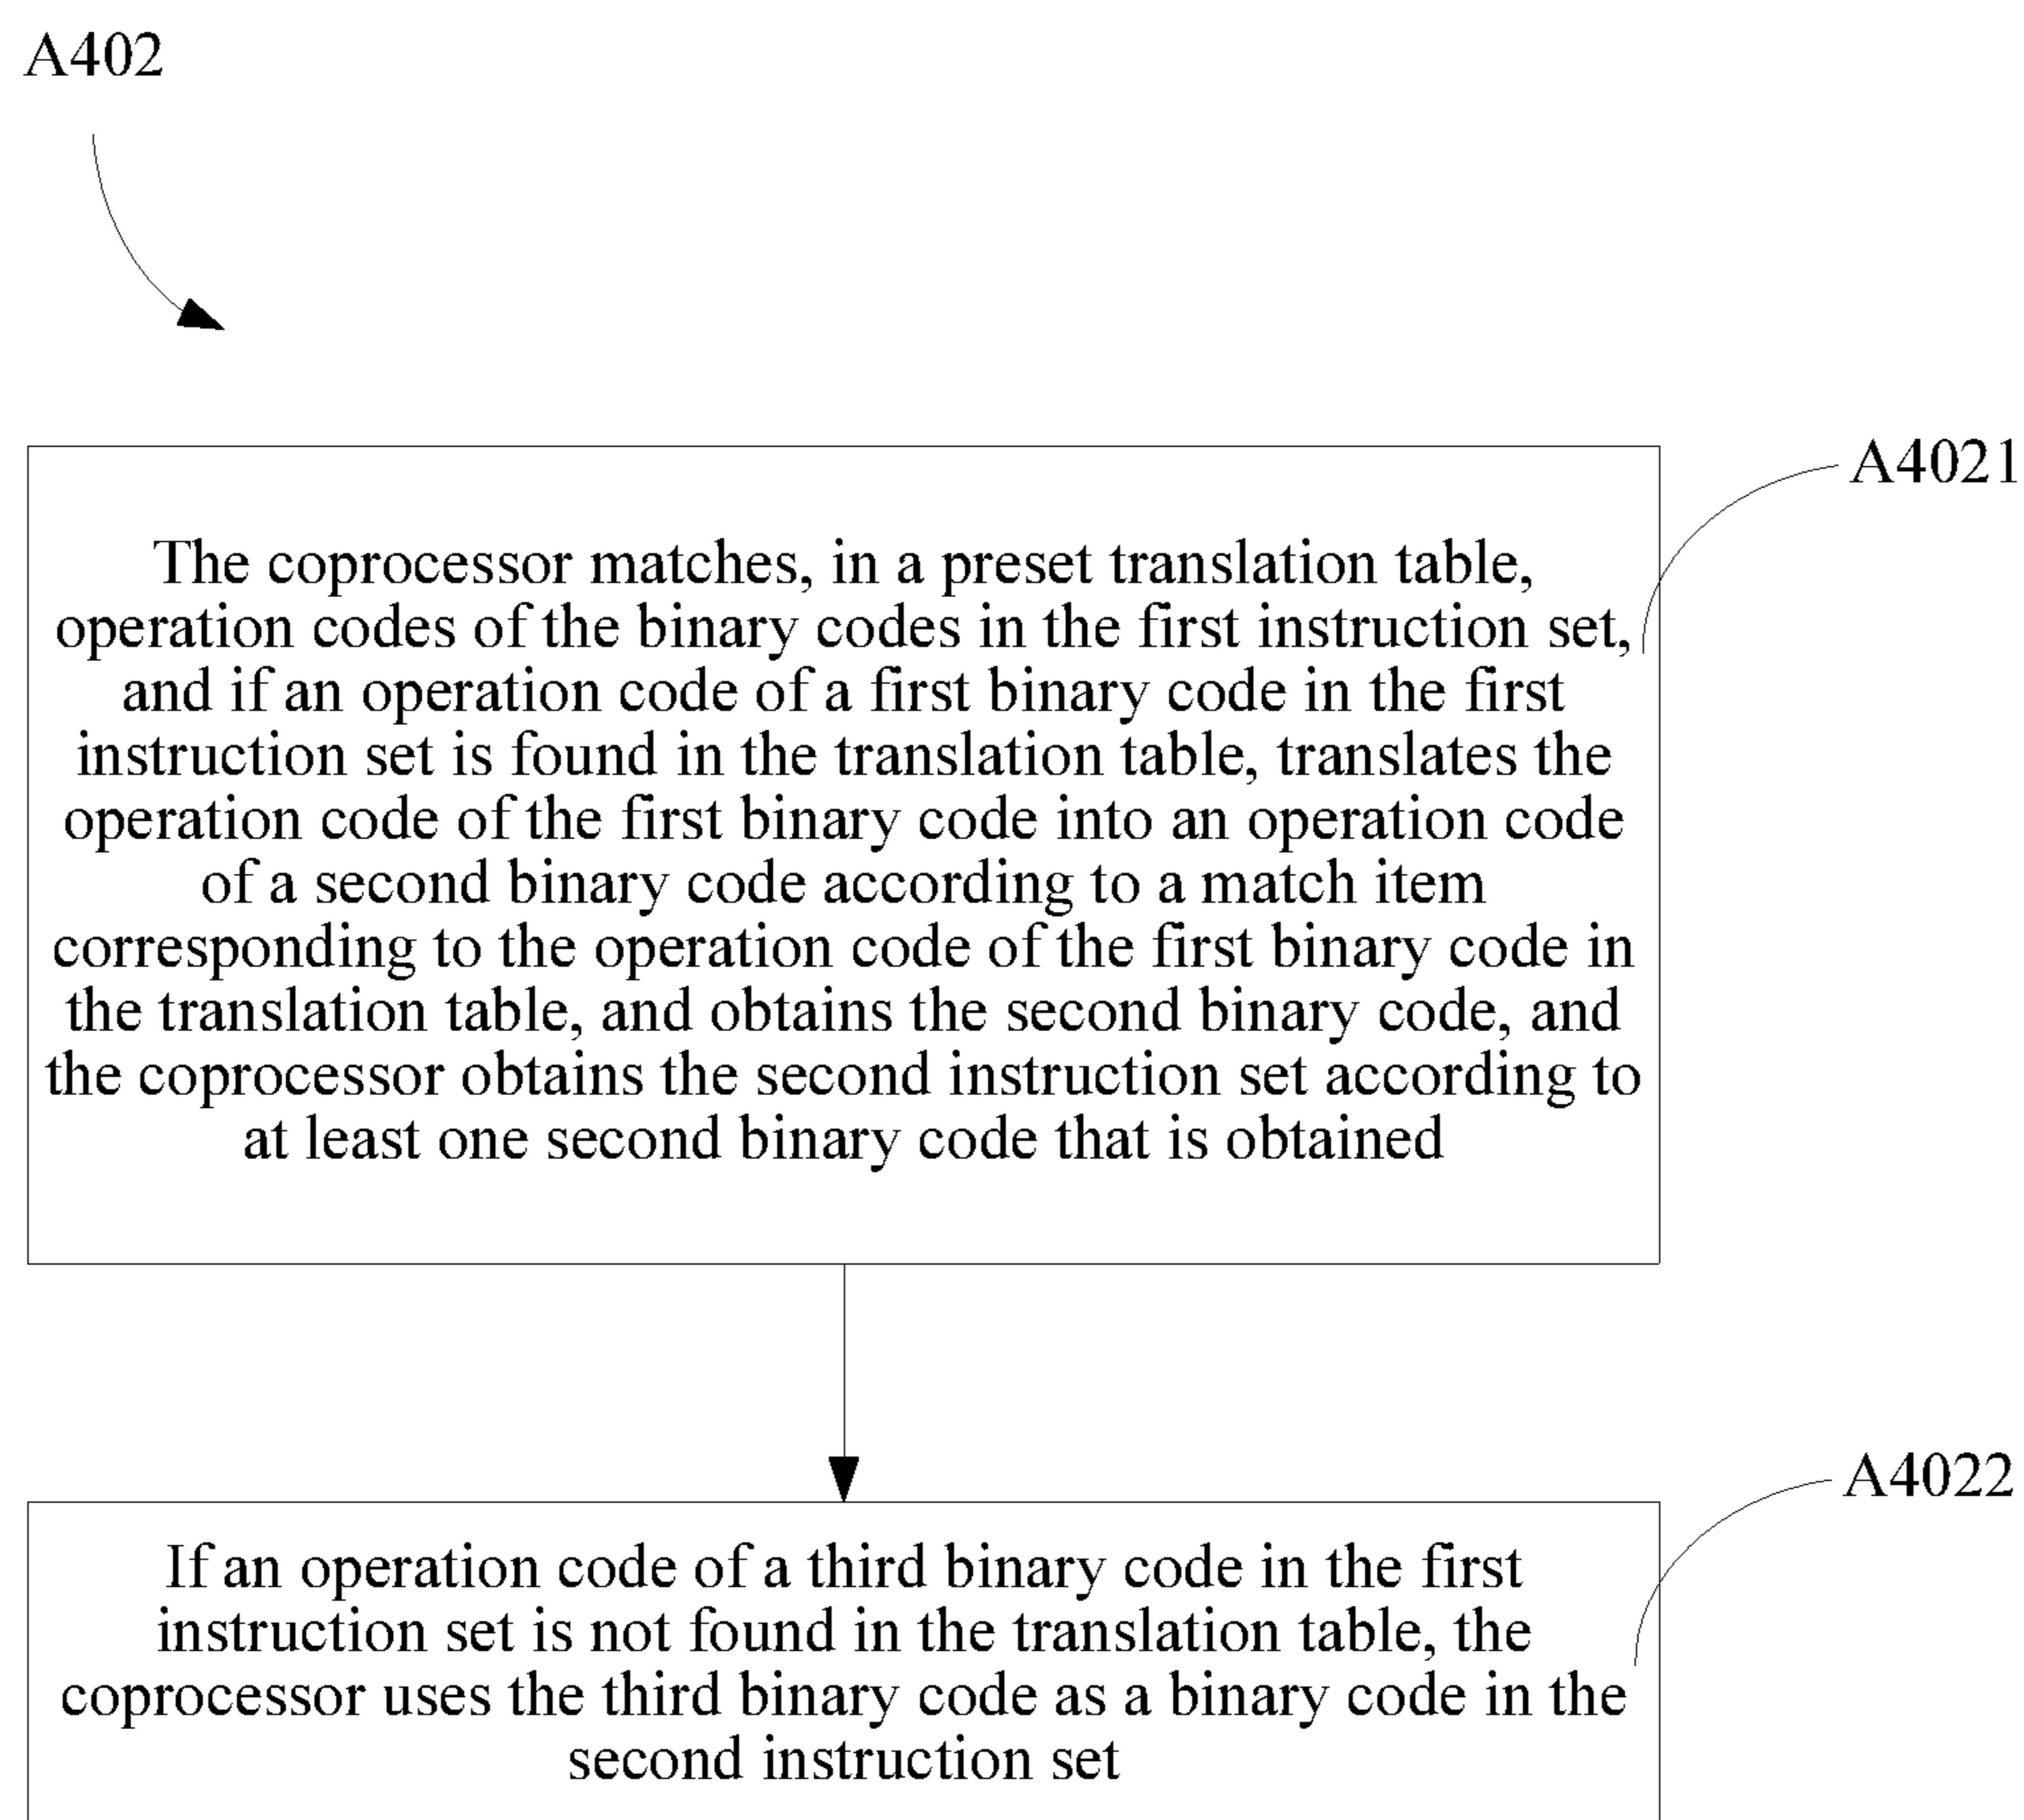 A402
A4021
The coprocessor matches, in a preset translation table,
operation codes of the binary codes in the first instruction set,
and if an operation code of a first binary code in the first
instruction set is found in the translation table, translates the
operation code of the first binary code into an operation code
of a second binary code according to a match item
corresponding to the operation code of the first binary code in
the translation table, and obtains the second binary code, and
the coprocessor obtains the second instruction set according to
at least one second binary code that is obtained
A4022
If an operation code of a third binary code in the first
instruction set is not found in the translation table, the
coprocessor uses the third binary code as a binary code in the
second instruction set